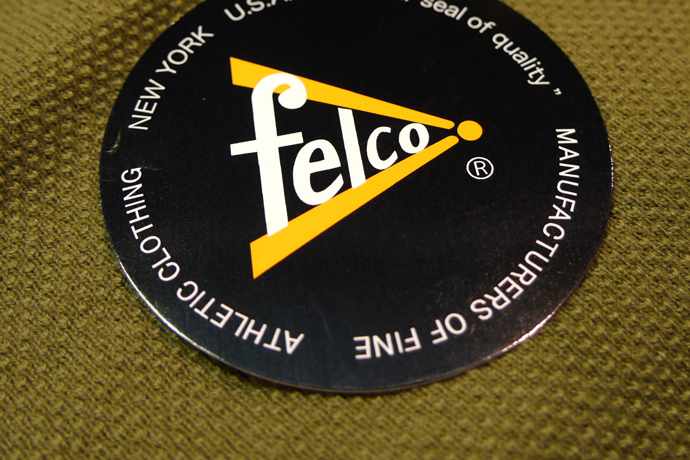 felco
®
seal of quality”
MANUFACTURERS OF FINE
ATHLETIC CLOTHING
NEW YORK U.S.A